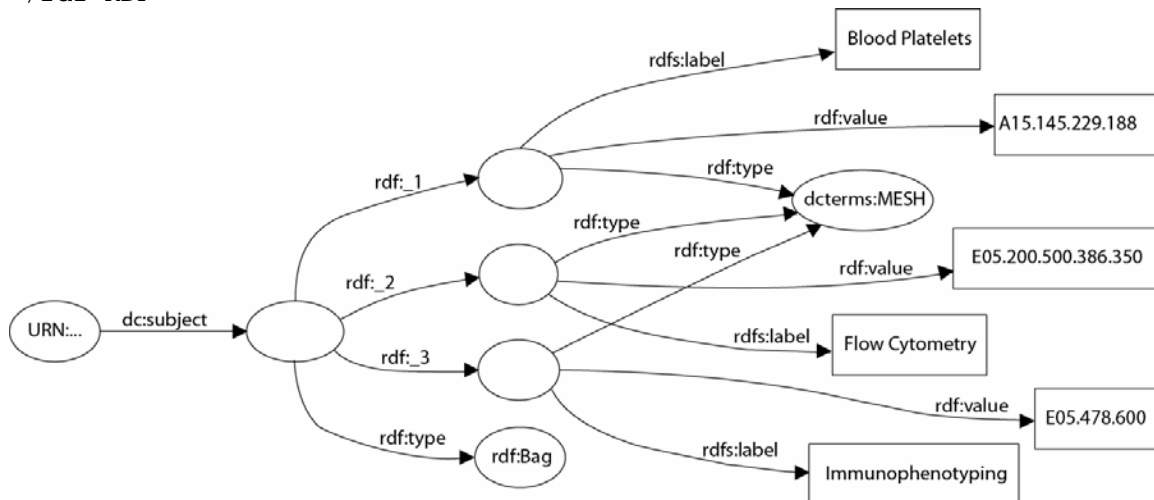 Blood Platelets
rdfs:label
rdf:value
A15.145.229.188
rdf:type
rdf:_1
dcterms:MESH
rdf:type
rdf:type
E05.200.500.386.350
rdf:value
rdf:_2
URN:...
dc:subject
rdfs:label
Flow Cytometry
rdf:_3
rdf:value
E05.478.600
rdf:type
rdfs:label
rdf:Bag
Immunophenotyping